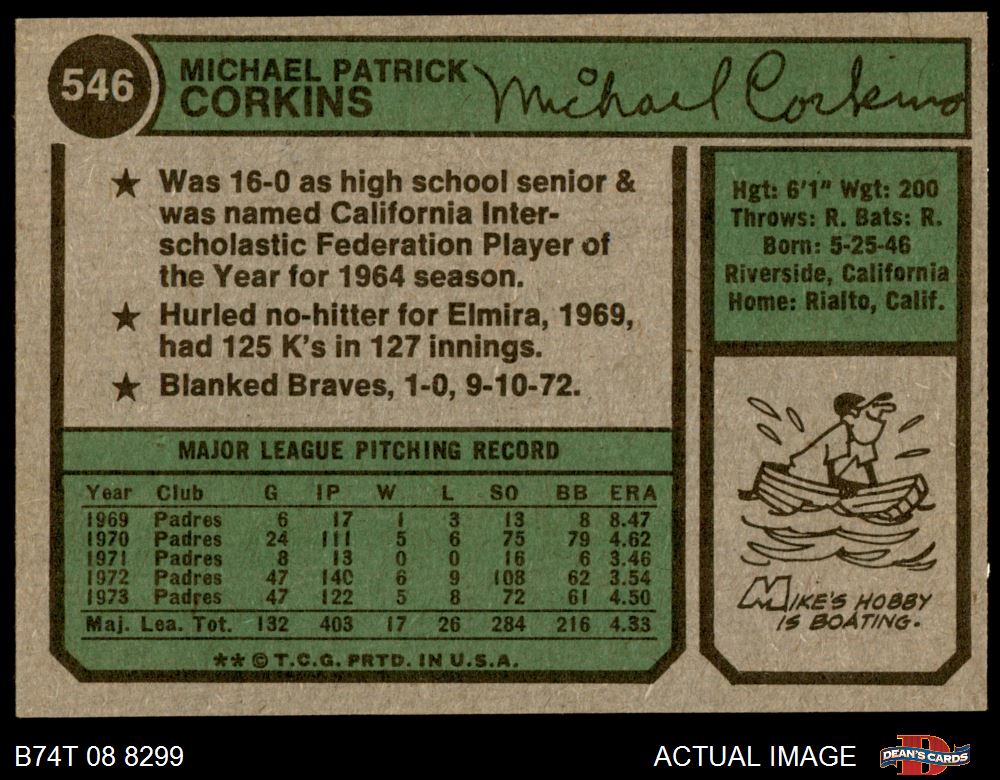 546
MICHAEL PATRICK
CORKINS
Michael Corkins
★ Was 16-0 as high school senior &
was named California Inter-
scholastic Federation Player of
the Year for 1964 season.
★ Hurled no-hitter for Elmira, 1969,
had 125 K's in 127 innings.
★ Blanked Braves, 1-0, 9-10-72.
Hgt: 6'1" Wgt: 200
Throws: R. Bats: R.
Born: 5-25-46
Riverside, California
Home: Rialto, Calif.
MAJOR LEAGUE PITCHING RECORD
Year Club G IP W L SO BB ERA
1969 Padres 6 17 1 3 13 8 8.47
1970 Padres 24 111 5 6 75 79 4.62
1971 Padres 8 13 0 0 16 6 3.46
1972 Padres 47 140 6 9 108 62 3.54
1973 Padres 47 122 5 8 72 61 4.50
Maj. Lea. Tot. 132 403 17 26 284 216 4.33
** © T.C.G. PRTD. IN U.S.A.
MIKE'S HOBBY
IS BOATING.
B74T 08 8299
ACTUAL IMAGE
DEAN'S CARDS